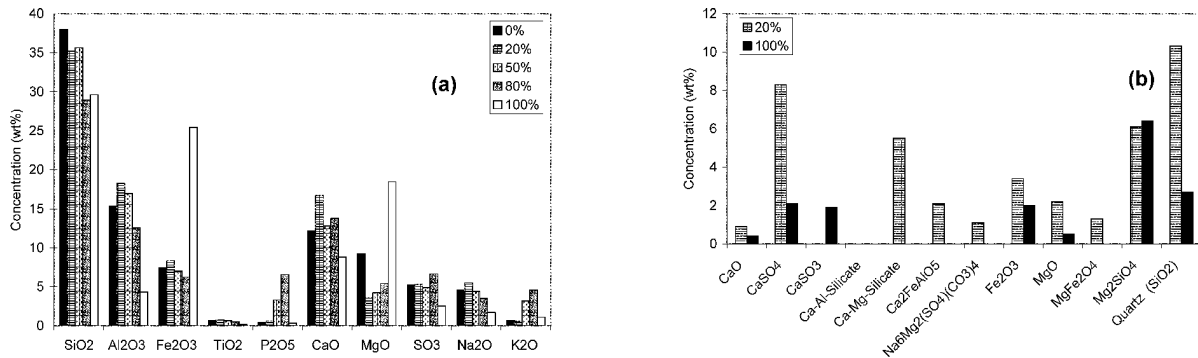 (a)
Concentration (wt%)
40
35
30
25
20
15
10
5
0
0%
20%
50%
80%
100%
SiO2 Al2O3 Fe2O3 TiO2 P2O5 CaO MgO SO3 Na2O K2O
(b)
Concentration (wt%)
12
10
8
6
4
2
0
20%
100%
CaO
CaSO4
CaSO3
Ca-Al-Silicate
Ca-Mg-Silicate
Ca2FeAlO5
Na6Mg2(SO4)(CO3)4
Fe2O3
MgO
MgFe2O4
Mg2SiO4
Quartz (SiO2)